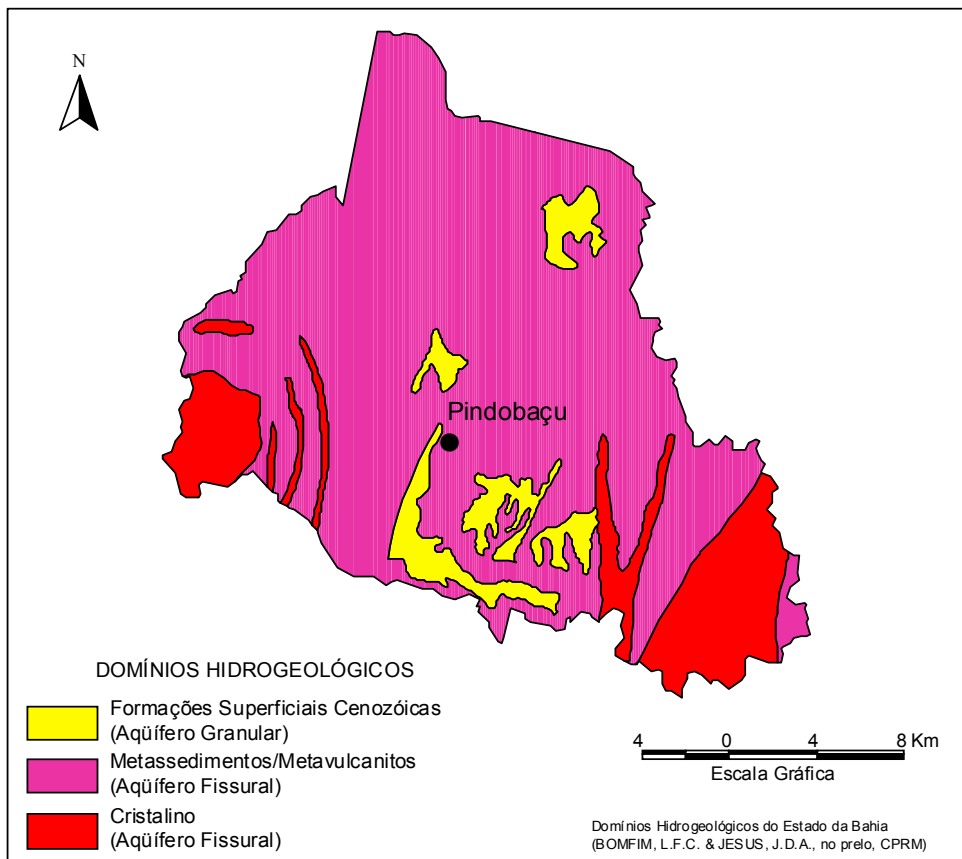 N
Pindobaçu
DOMÍNIOS HIDROGEOLÓGICOS
Formações Superficiais Cenozóicas
(Aqüífero Granular)
Metassedimentos/Metavulcanitos
(Aqüífero Fissural)
Cristalino
(Aqüífero Fissural)
4 0 4 8 Km
Escala Gráfica
Domínios Hidrogeológicos do Estado da Bahia
(BOMFIM, L.F.C. & JESUS, J.D.A., no prelo, CPRM)